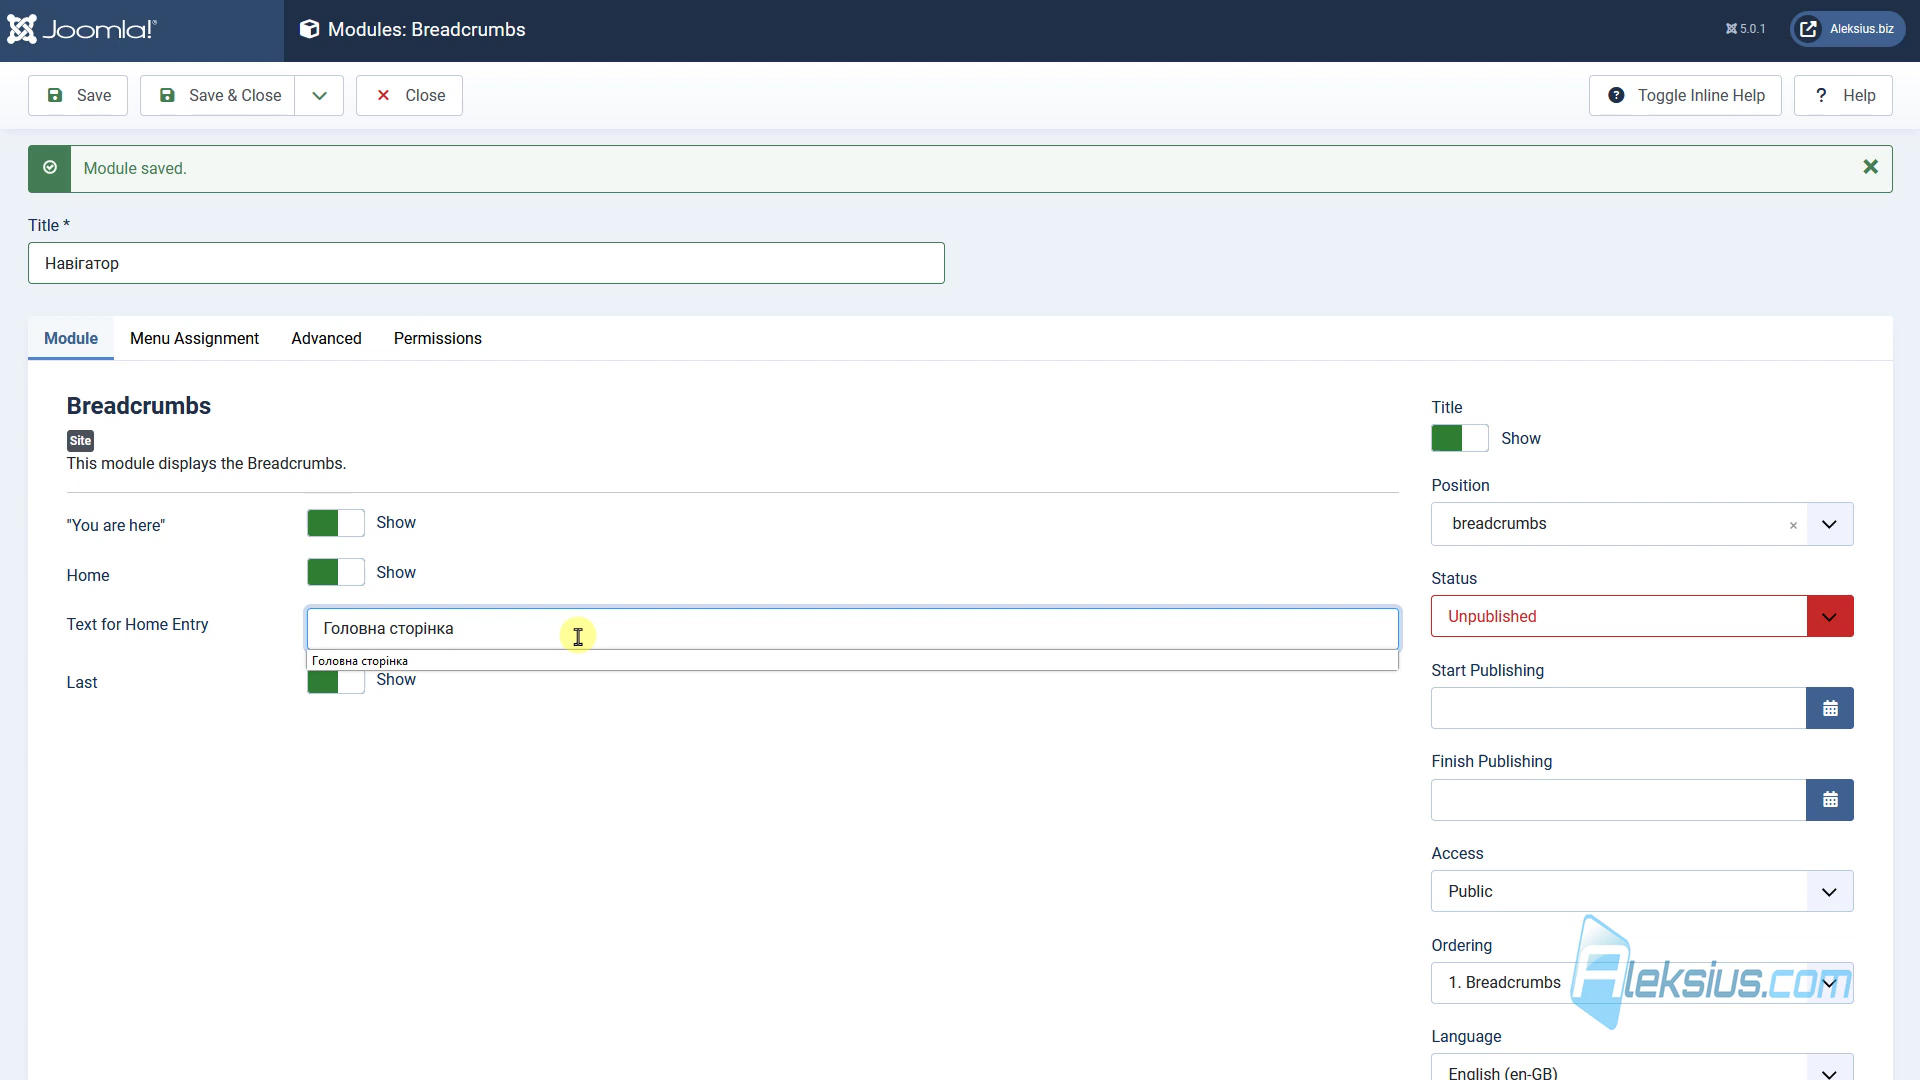 Joomla!
Modules: Breadcrumbs
5.0.1
Aleksius.biz
Save
Save & Close
Close
Toggle Inline Help
? Help
Module saved.
Title *
Навігатор
Module
Menu Assignment
Advanced
Permissions
Breadcrumbs
Site
This module displays the Breadcrumbs.
"You are here"
Show
Home
Show
Text for Home Entry
Головна сторінка
Головна сторінка
Last
Show
Title
Show
Position
breadcrumbs
Status
Unpublished
Start Publishing
Finish Publishing
Access
Public
Ordering
1. Breadcrumbs
Aleksius.com
Language
English (en-GB)